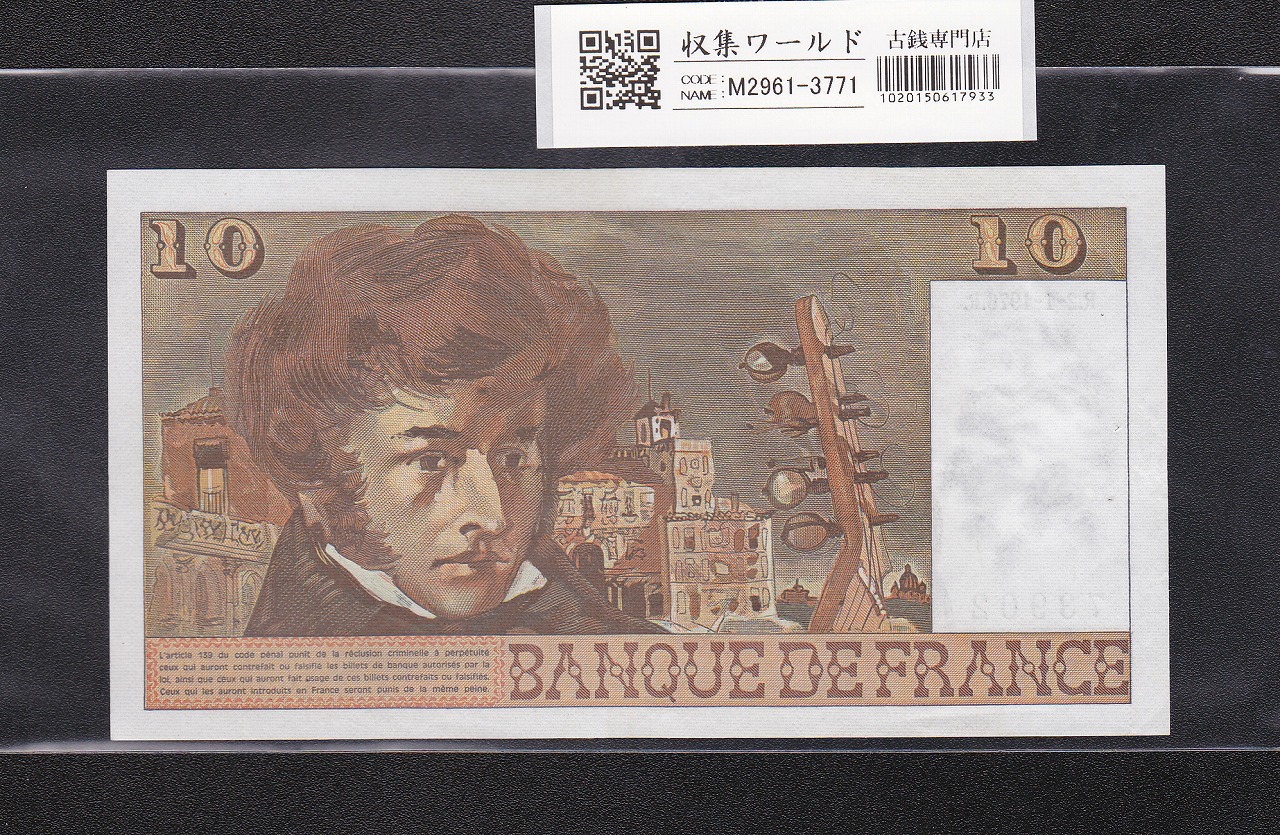 収集ワールド
古銭専門店
CODE:
NAME:
M2961-3771
1020150617933
10
10
L'article 139 du code pénal punit de la réclusion criminelle à perpétuité
ceux qui auront contrefait ou falsifié les billets de banque autorisés par la
loi, ainsi que ceux qui auront fait usage de ces billets contrefaits ou falsifiés.
Ceux qui les auront introduits en France seront punis de la même peine.
BANQUE DE FRANCE